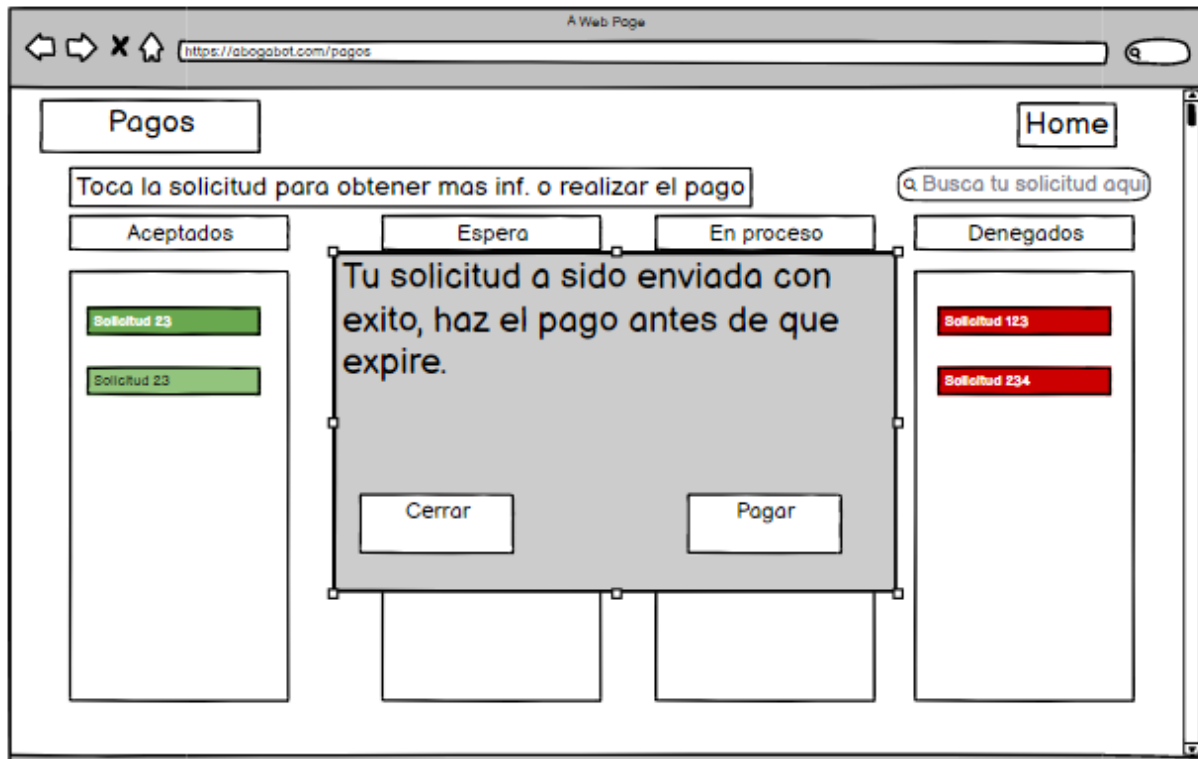 A Web Page
https://abogabot.com/pagos
Pagos
Home
Toca la solicitud para obtener mas inf. o realizar el pago
Busca tu solicitud aqui
Aceptados
Espera
En proceso
Denegados
Tu solicitud a sido enviada con
exito, haz el pago antes de que
expire.
Solicitud 23
Solicitud 123
Solicitud 23
Solicitud 234
Cerrar
Pagar